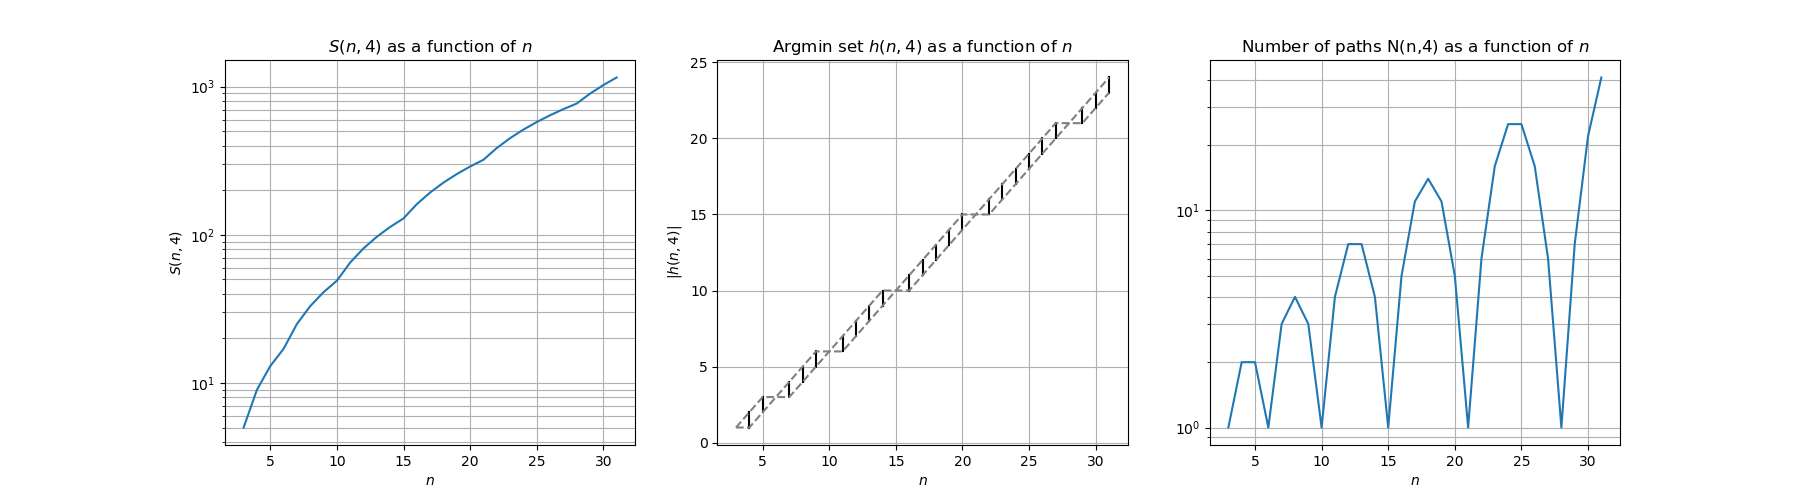 S(n, 4) as a function of n
S(n, 4)
10³
10²
10¹
5 10 15 20 25 30
n
Argmin set h(n, 4) as a function of n
|h(n, 4)|
25
20
15
10
5
0
5 10 15 20 25 30
n
Number of paths N(n,4) as a function of n
10¹
10⁰
5 10 15 20 25 30
n